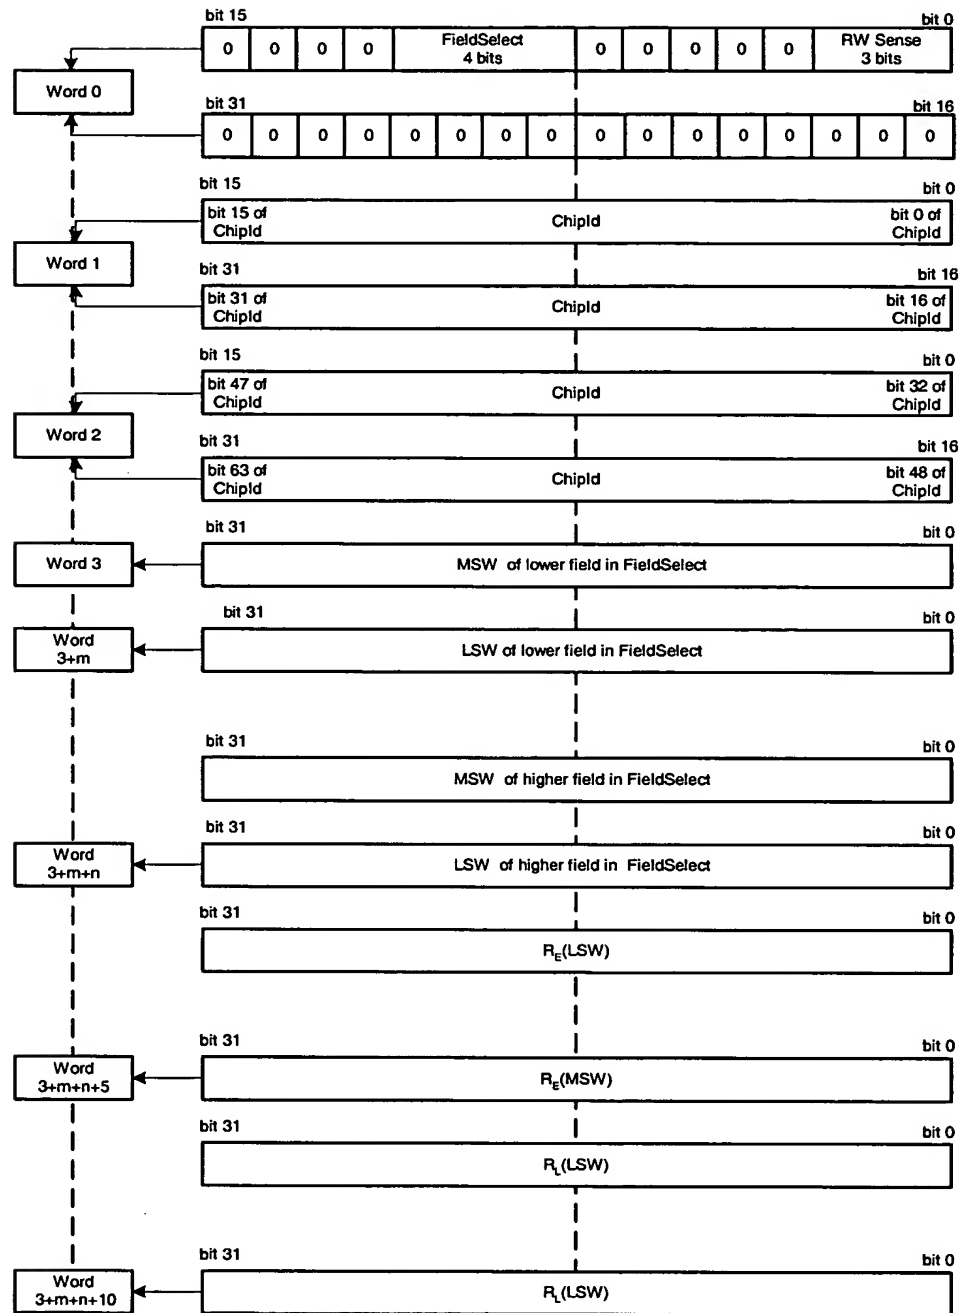 bit 15
bit 0
0 0 0 0 FieldSelect 0 0 0 0 0 RW Sense
4 bits 3 bits
Word 0
bit 31
bit 16
0 0 0 0 0 0 0 0 0 0 0 0 0 0 0 0
bit 15
bit 0
bit 15 of ChipId bit 0 of
ChipId ChipId
Word 1
bit 31
bit 16
bit 31 of ChipId bit 16 of
ChipId ChipId
bit 15
bit 0
bit 47 of ChipId bit 32 of
ChipId ChipId
Word 2
bit 31
bit 16
bit 63 of ChipId bit 48 of
ChipId ChipId
bit 31
bit 0
Word 3
MSW of lower field in FieldSelect
bit 31
bit 0
Word
3+m
LSW of lower field in FieldSelect
bit 31
bit 0
MSW of higher field in FieldSelect
bit 31
bit 0
Word
3+m+n
LSW of higher field in FieldSelect
bit 31
bit 0
RE(LSW)
bit 31
bit 0
Word
3+m+n+5
RE(MSW)
bit 31
bit 0
RL(LSW)
bit 31
bit 0
Word
3+m+n+10
RL(LSW)